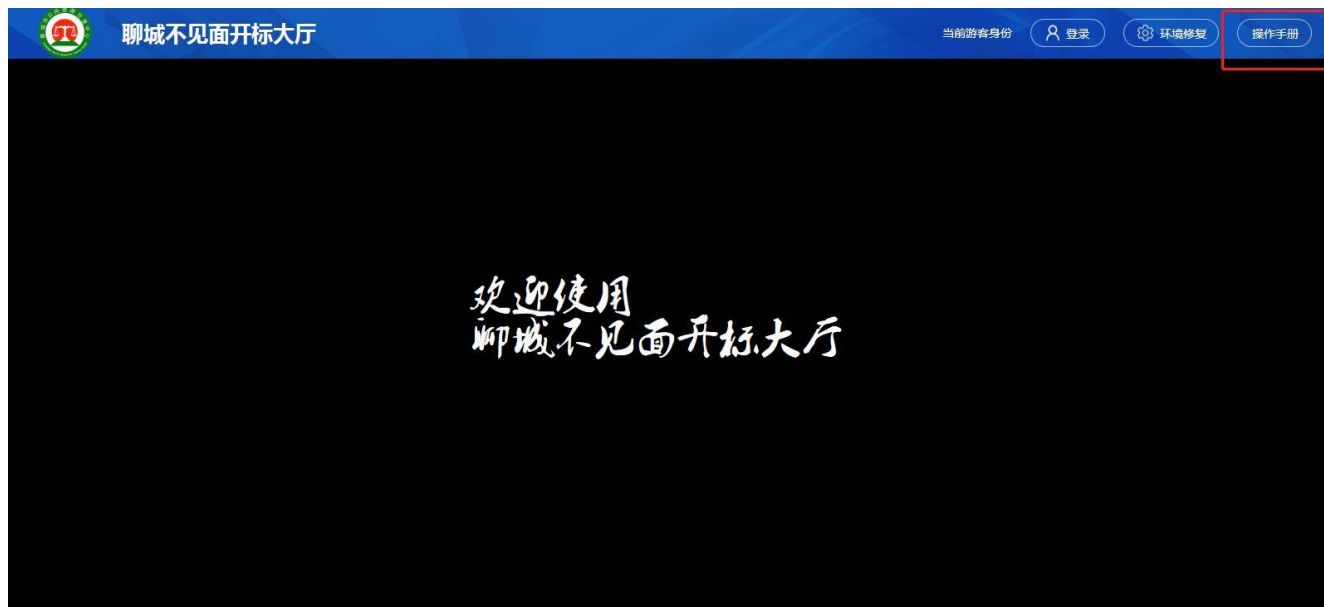 聊城不见面开标大厅
当前游客身份
登录
环境修复
操作手册
欢迎使用
聊城不见面开标大厅